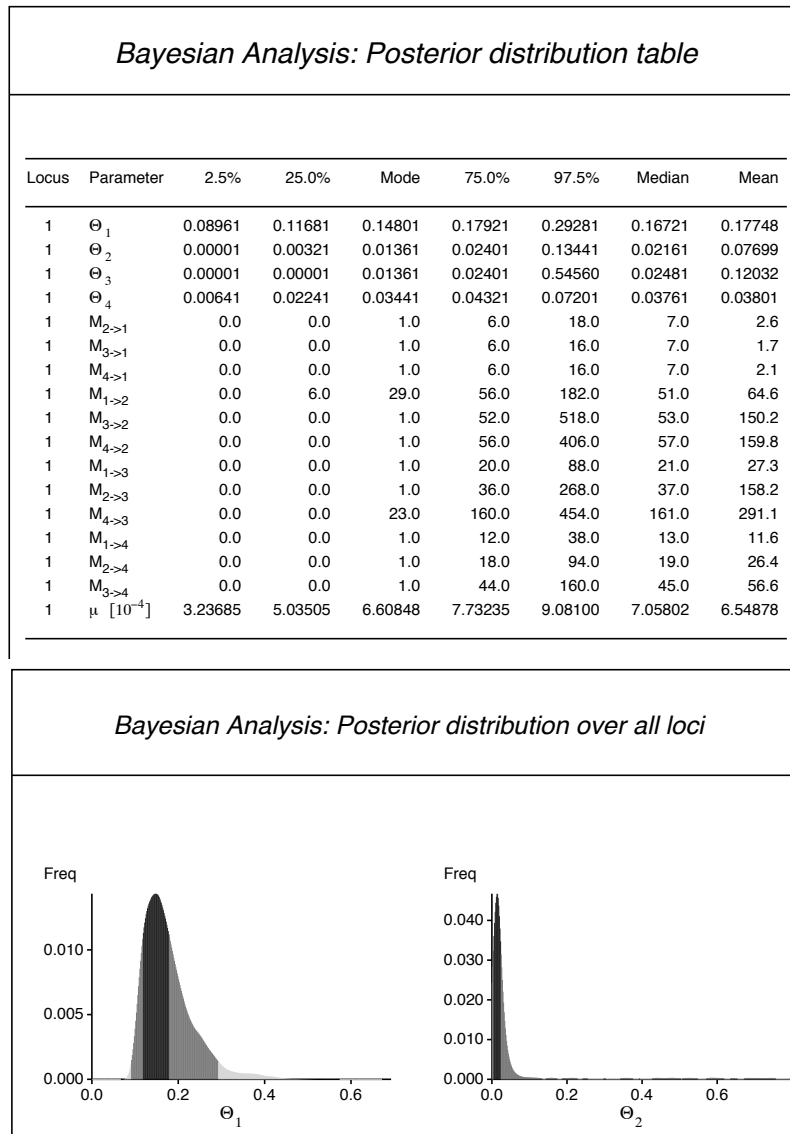 Bayesian Analysis: Posterior distribution table
Locus Parameter 2.5% 25.0% Mode 75.0% 97.5% Median Mean
1 Θ1 0.08961 0.11681 0.14801 0.17921 0.29281 0.16721 0.17748
1 Θ2 0.00001 0.00321 0.01361 0.02401 0.13441 0.02161 0.07699
1 Θ3 0.00001 0.00001 0.01361 0.02401 0.54560 0.02481 0.12032
1 Θ4 0.00641 0.02241 0.03441 0.04321 0.07201 0.03761 0.03801
1 M2->1 0.0 0.0 1.0 6.0 18.0 7.0 2.6
1 M3->1 0.0 0.0 1.0 6.0 16.0 7.0 1.7
1 M4->1 0.0 0.0 1.0 6.0 16.0 7.0 2.1
1 M1->2 0.0 6.0 29.0 56.0 182.0 51.0 64.6
1 M3->2 0.0 0.0 1.0 52.0 518.0 53.0 150.2
1 M4->2 0.0 0.0 1.0 56.0 406.0 57.0 159.8
1 M1->3 0.0 0.0 1.0 20.0 88.0 21.0 27.3
1 M2->3 0.0 0.0 1.0 36.0 268.0 37.0 158.2
1 M4->3 0.0 0.0 23.0 160.0 454.0 161.0 291.1
1 M1->4 0.0 0.0 1.0 12.0 38.0 13.0 11.6
1 M2->4 0.0 0.0 1.0 18.0 94.0 19.0 26.4
1 M3->4 0.0 0.0 1.0 44.0 160.0 45.0 56.6
1 μ [10⁻⁴] 3.23685 5.03505 6.60848 7.73235 9.08100 7.05802 6.54878
Bayesian Analysis: Posterior distribution over all loci
Freq
0.010
0.005
0.000
0.0 0.2 0.4 0.6
Θ1
Freq
0.040
0.030
0.020
0.010
0.000
0.0 0.2 0.4 0.6
Θ2